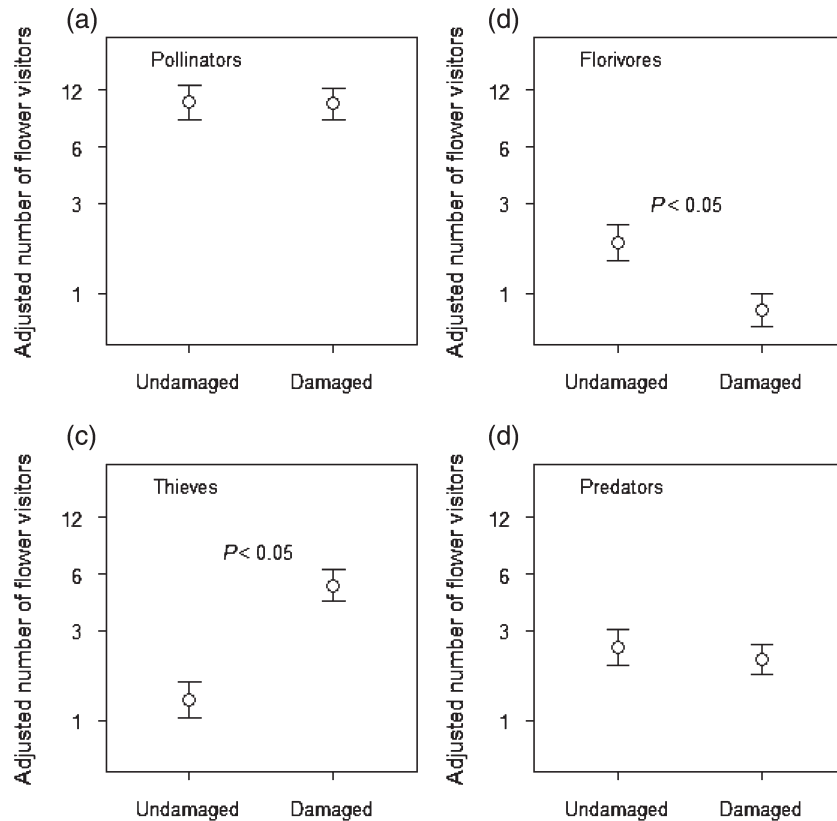 (a)
Pollinators
Adjusted number of flower visitors
12
6
3
1
Undamaged Damaged
(d)
Florivores
P < 0.05
Adjusted number of flower visitors
12
6
3
1
Undamaged Damaged
(c)
Thieves
P < 0.05
Adjusted number of flower visitors
12
6
3
1
Undamaged Damaged
(d)
Predators
Adjusted number of flower visitors
12
6
3
1
Undamaged Damaged